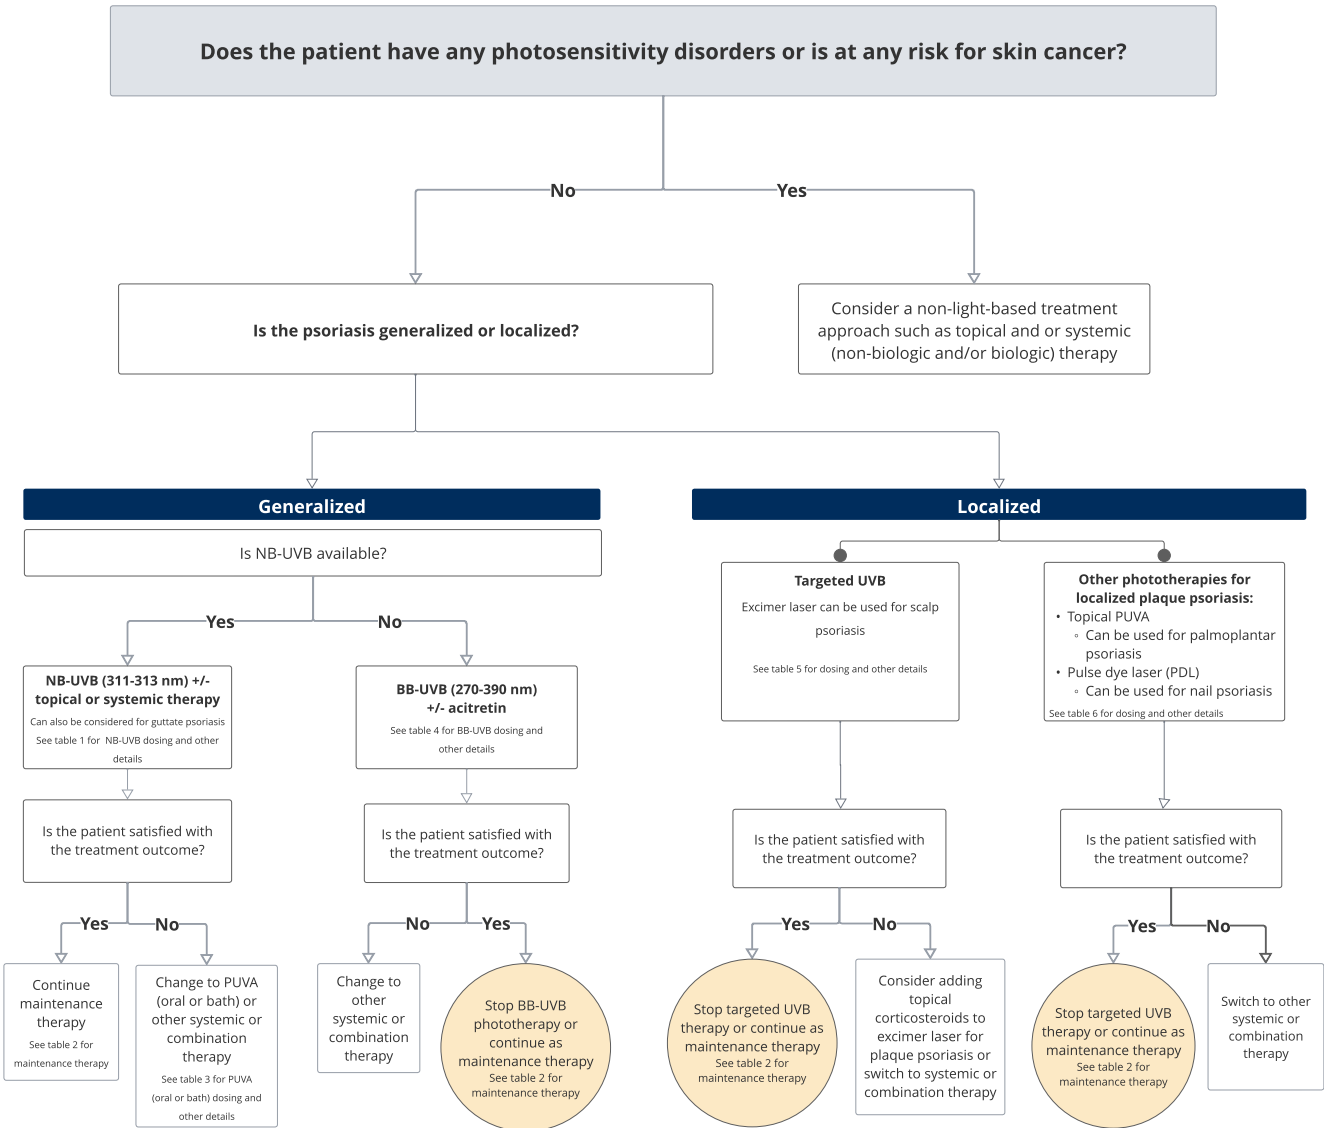 Does the patient have any photosensitivity disorders or is at any risk for skin cancer?
No
Yes
Is the psoriasis generalized or localized?
Consider a non-light-based treatment
approach such as topical and or systemic
(non-biologic and/or biologic) therapy
Generalized
Localized
Is NB-UVB available?
Yes
No
NB-UVB (311-313 nm) +/-
topical or systemic therapy
Can also be considered for guttate psoriasis
See table 1 for  NB-UVB dosing and other
details
BB-UVB (270-390 nm)
+/- acitretin
See table 4 for BB-UVB dosing and
other details
Targeted UVB
Excimer laser can be used for scalp
psoriasis
See table 5 for dosing and other details
Other phototherapies for
localized plaque psoriasis:
• Topical PUVA
◦ Can be used for palmoplantar
psoriasis
• Pulse dye laser (PDL)
◦ Can be used for nail psoriasis
See table 6 for dosing and other details
Is the patient satisfied with
the treatment outcome?
Is the patient satisfied with
the treatment outcome?
Is the patient satisfied with
the treatment outcome?
Is the patient satisfied with
the treatment outcome?
Yes
No
No
Yes
Yes
No
Yes
No
Continue
maintenance
therapy
See table 2 for
maintenance therapy
Change to PUVA
(oral or bath) or
other systemic or
combination
therapy
See table 3 for PUVA
(oral or bath) dosing and
other details
Change to
other
systemic or
combination
therapy
Stop BB-UVB
phototherapy or
continue as
maintenance therapy
See table 2 for
maintenance therapy
Stop targeted UVB
therapy or continue as
maintenance therapy
See table 2 for
maintenance therapy
Consider adding
topical
corticosteroids to
excimer laser for
plaque psoriasis or
switch to systemic or
combination therapy
Stop targeted UVB
therapy or continue as
maintenance therapy
See table 2 for
maintenance therapy
Switch to other
systemic or
combination
therapy